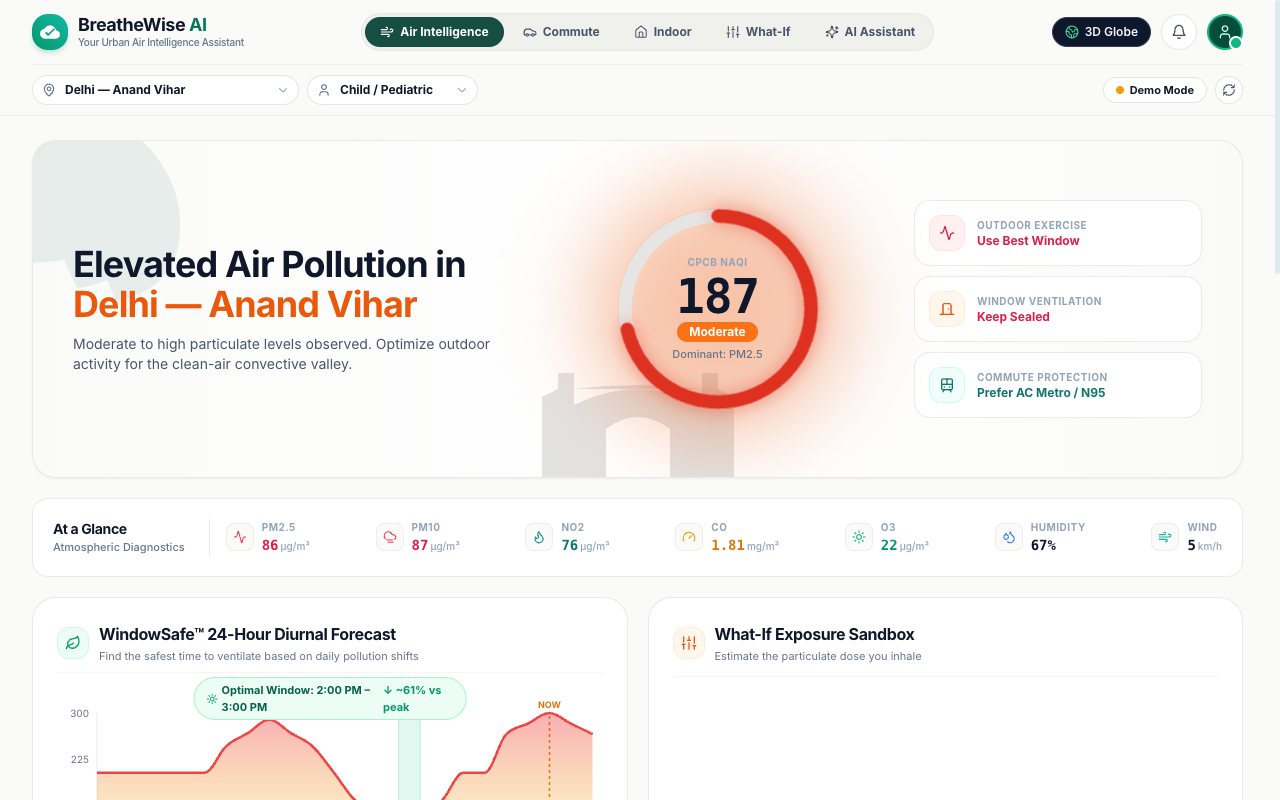 BreatheWise AI
Your Urban Air Intelligence Assistant
Air Intelligence
Commute
Indoor
What-If
AI Assistant
3D Globe
Delhi — Anand Vihar
Child / Pediatric
Demo Mode
Elevated Air Pollution in
Delhi — Anand Vihar
Moderate to high particulate levels observed. Optimize outdoor
activity for the clean-air convective valley.
CPCB NAQI
187
Moderate
Dominant: PM2.5
OUTDOOR EXERCISE
Use Best Window
WINDOW VENTILATION
Keep Sealed
COMMUTE PROTECTION
Prefer AC Metro / N95
At a Glance
Atmospheric Diagnostics
PM2.5
86 µg/m³
PM10
87 µg/m³
NO2
76 µg/m³
CO
1.81 mg/m³
O3
22 µg/m³
HUMIDITY
67%
WIND
5 km/h
WindowSafe™ 24-Hour Diurnal Forecast
Find the safest time to ventilate based on daily pollution shifts
Optimal Window: 2:00 PM –
3:00 PM
↓ ~61% vs
peak
NOW
300
225
What-If Exposure Sandbox
Estimate the particulate dose you inhale